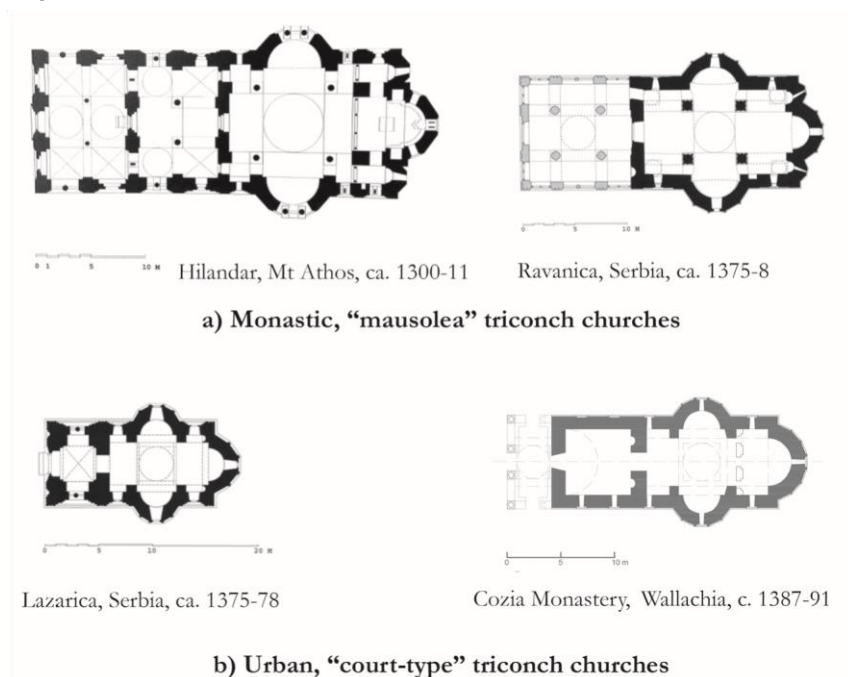 0 1 5 10 M
Hilandar, Mt Athos, ca. 1300-11
0 5 10 M
Ravanica, Serbia, ca. 1375-8
a) Monastic, “mausolea” triconch churches
0 5 10 20 M
Lazarica, Serbia, ca. 1375-78
0 5 10 m
Cozia Monastery, Wallachia, c. 1387-91
b) Urban, “court-type” triconch churches